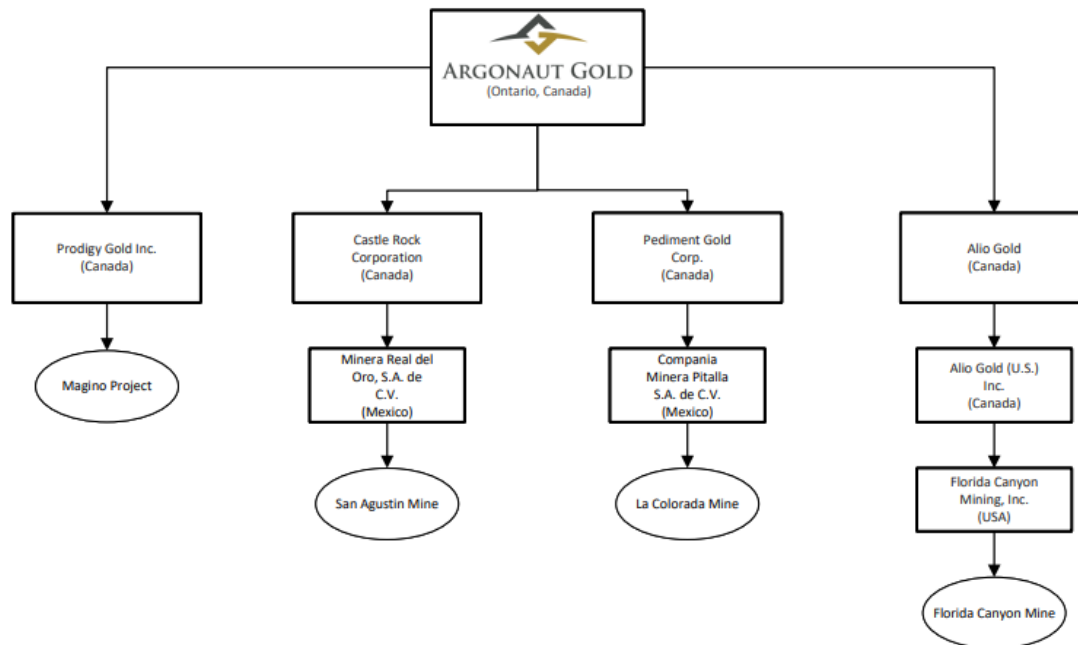 ARGONAUT GOLD
(Ontario, Canada)
Prodigy Gold Inc.
(Canada)
Castle Rock
Corporation
(Canada)
Pediment Gold
Corp.
(Canada)
Alio Gold
(Canada)
Magino Project
Minera Real del
Oro, S.A. de
C.V.
(Mexico)
Compania
Minera Pitalla
S.A. de C.V.
(Mexico)
Alio Gold (U.S.)
Inc.
(Canada)
San Agustin Mine
La Colorada Mine
Florida Canyon
Mining, Inc.
(USA)
Florida Canyon Mine